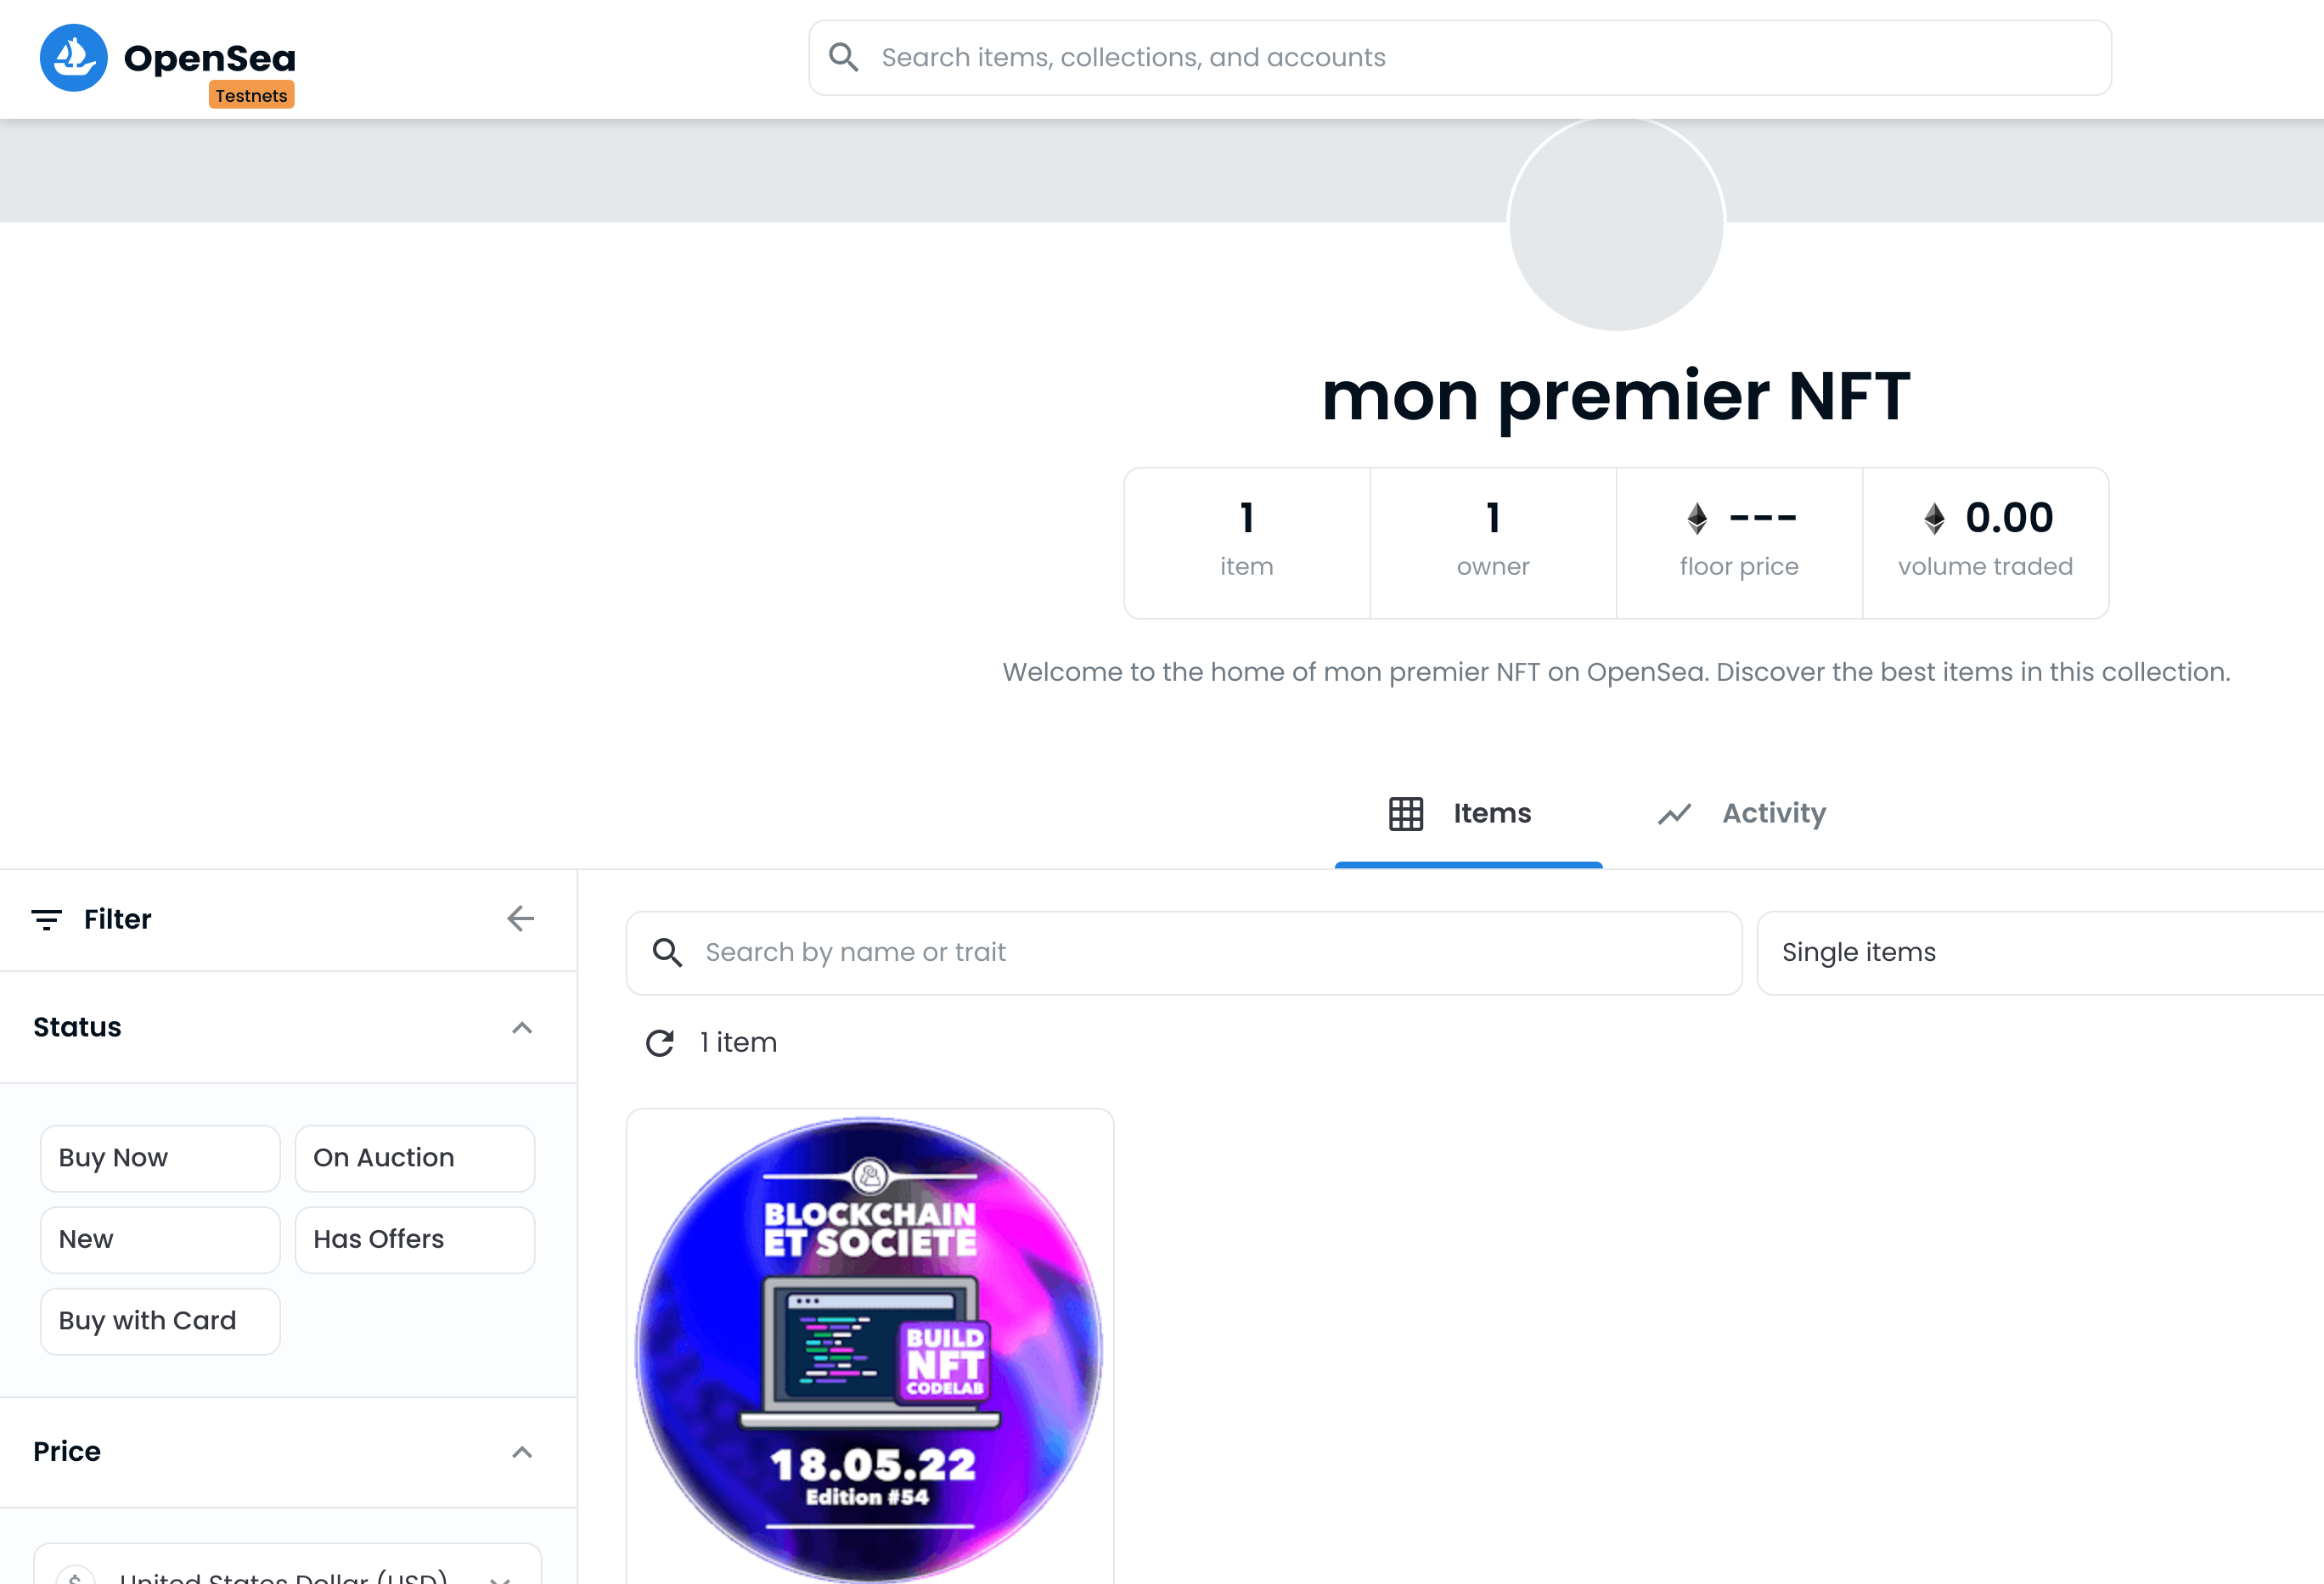 OpenSea
Testnets
Search items, collections, and accounts
mon premier NFT
1
item
1
owner
---
floor price
0.00
volume traded
Welcome to the home of mon premier NFT on OpenSea. Discover the best items in this collection.
Items
Activity
Filter
Search by name or trait
Single items
Status
1 item
Buy Now
On Auction
New
Has Offers
Buy with Card
Price
$ United States Dollar (USD)
BLOCKCHAIN
ET SOCIETE
BUILD
NFT
CODELAB
18.05.22
Edition #54